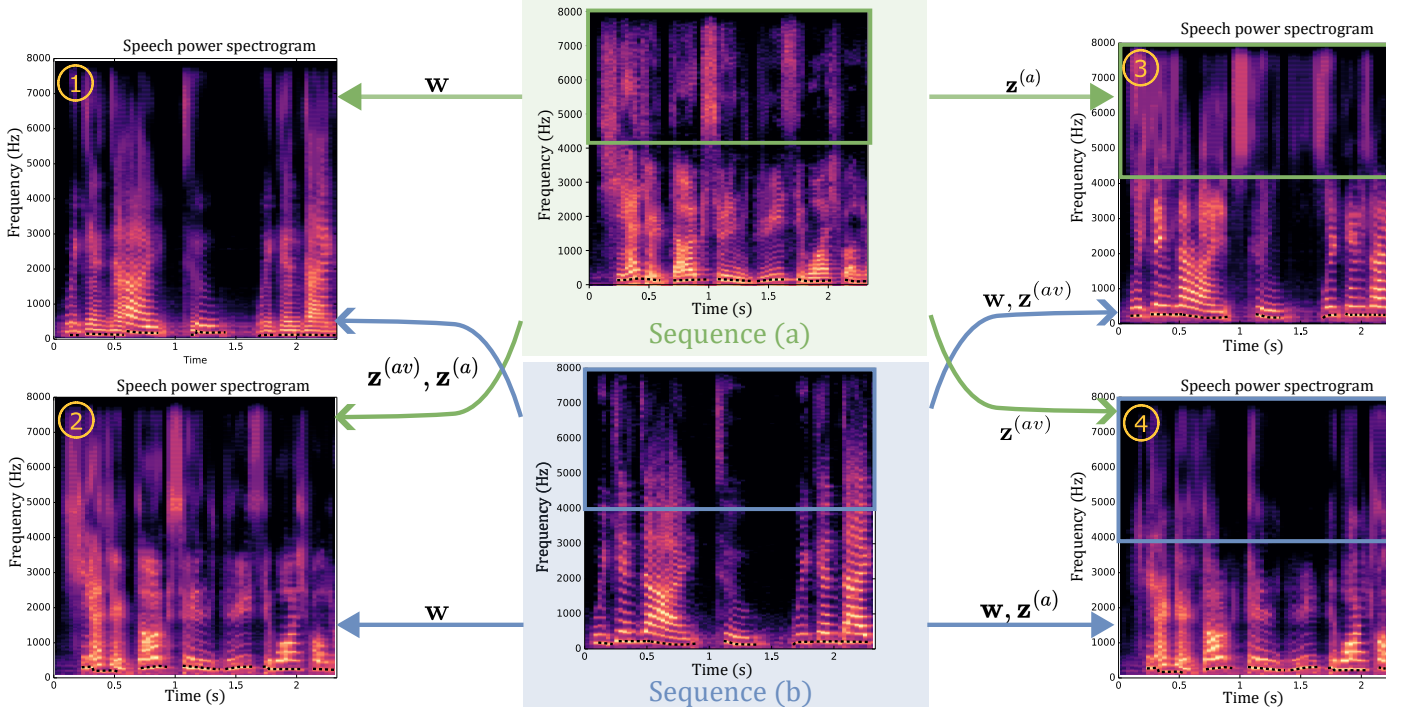 Speech power spectrogram
1
Frequency (Hz)
8000
7000
6000
5000
4000
3000
2000
1000
0
0 0.5 1 1.5 2
Time
w
Frequency (Hz)
8000
7000
6000
5000
4000
3000
2000
1000
0
0 0.5 1 1.5 2
Time (s)
Sequence (a)
z^(a)
Speech power spectrogram
3
Frequency (Hz)
8000
7000
6000
5000
4000
3000
2000
1000
0
0 0.5 1 1.5 2
Time (s)
z^(av), z^(a)
w, z^(av)
z^(av)
Speech power spectrogram
2
Frequency (Hz)
8000
7000
6000
5000
4000
3000
2000
1000
0
0 0.5 1 1.5 2
Time (s)
w
Frequency (Hz)
8000
7000
6000
5000
4000
3000
2000
1000
0
0 0.5 1 1.5 2
Time (s)
Sequence (b)
w, z^(a)
Speech power spectrogram
4
Frequency (Hz)
8000
7000
6000
5000
4000
3000
2000
1000
0
0 0.5 1 1.5 2
Time (s)